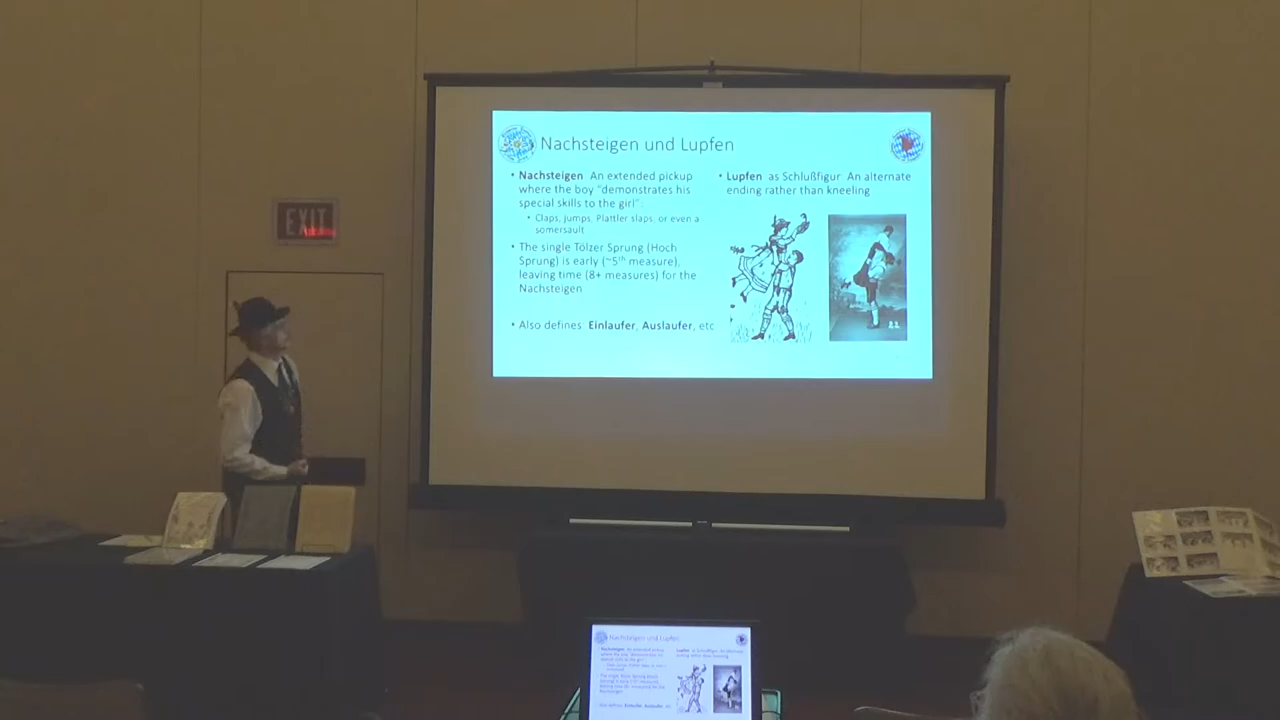 EXIT
Nachsteigen und Lupfen
• Nachsteigen An extended pickup
where the boy "demonstrates his
special skills to the girl".
• Claps, jumps, Plattler slaps, or even a
somersault
• The single Tölzer Sprung (Hoch
Sprung) is early (~5th measure),
leaving time (8+ measures) for the
Nachsteigen
• Also defines: Einlaufer, Auslaufer, etc
• Lupfen as Schlußfigur An alternate
ending rather than kneeling
Nachsteigen und Lupfen